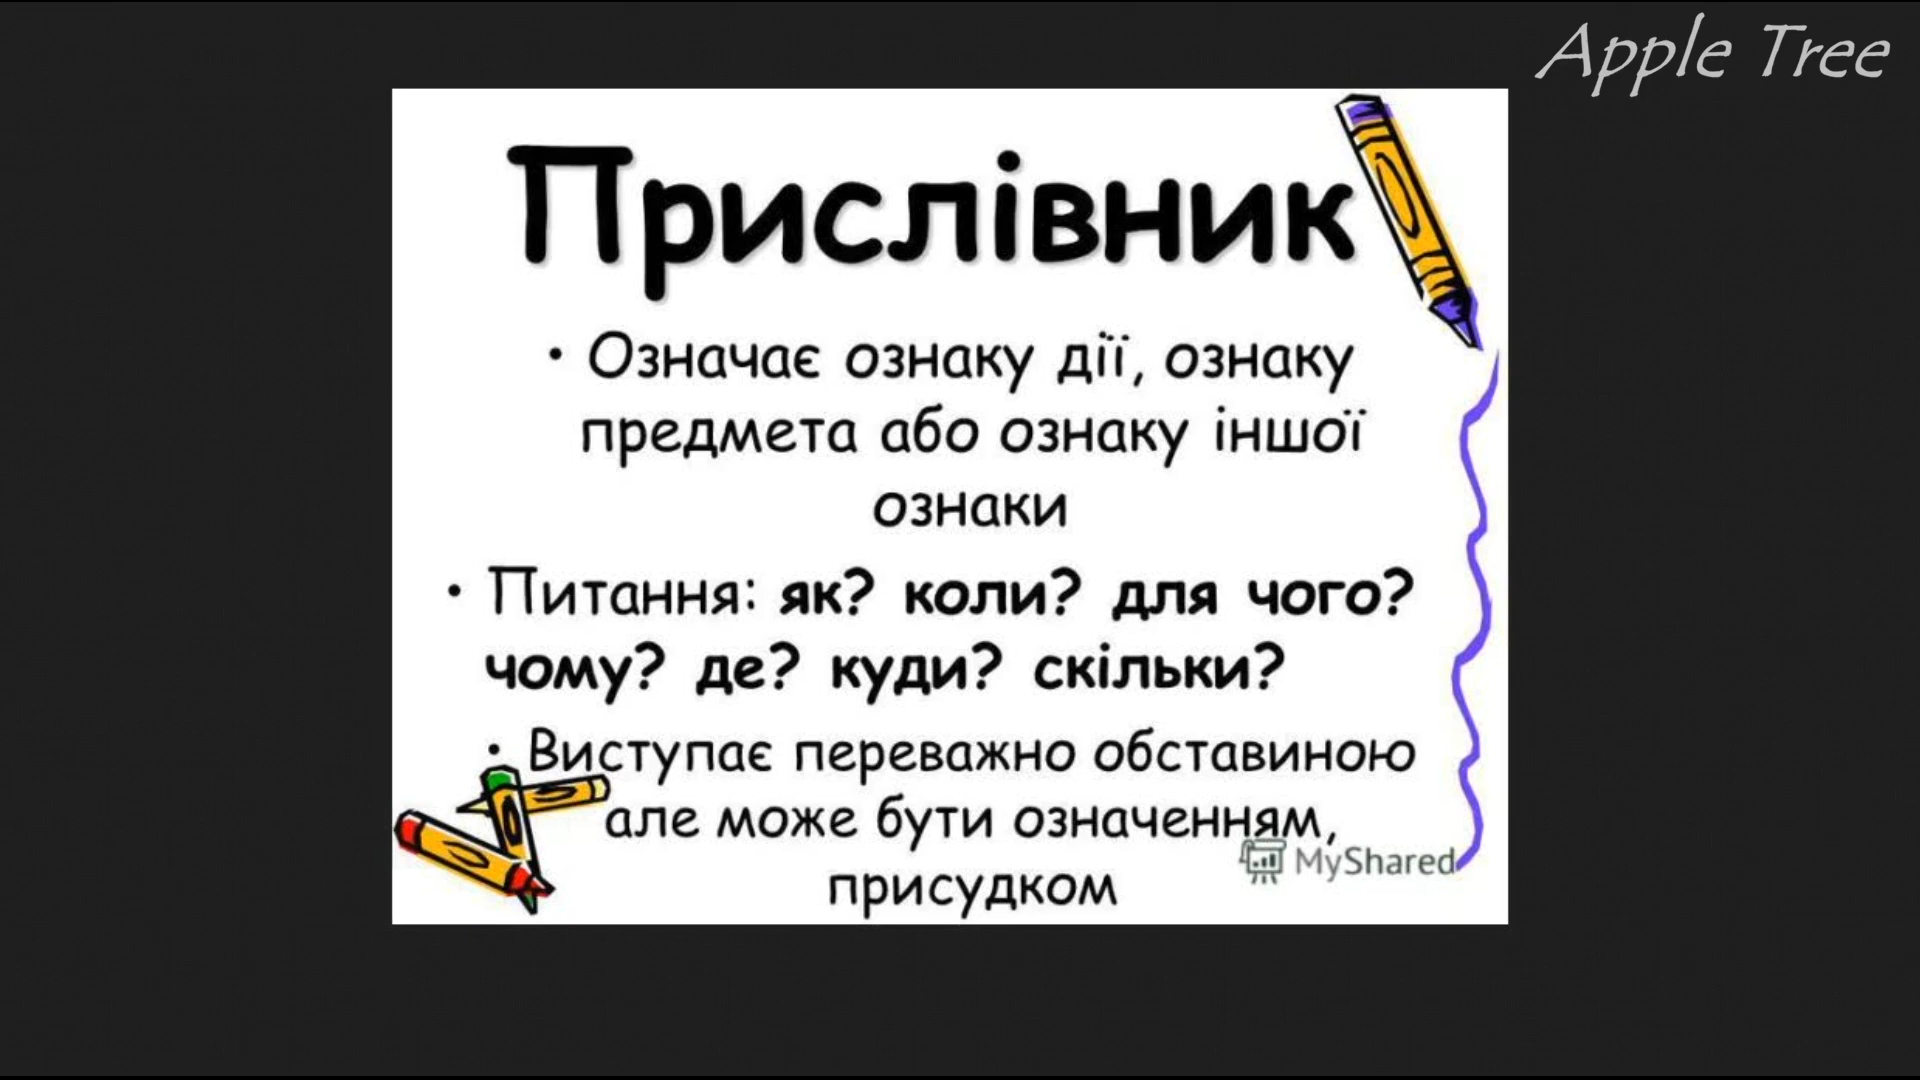 Apple Tree
Прислівник
• Означає ознаку дії, ознаку
предмета або ознаку іншої
ознаки
• Питання: як? коли? для чого?
чому? де? куди? скільки?
• Виступає переважно обставиною
але може бути означенням,
MyShared
присудком